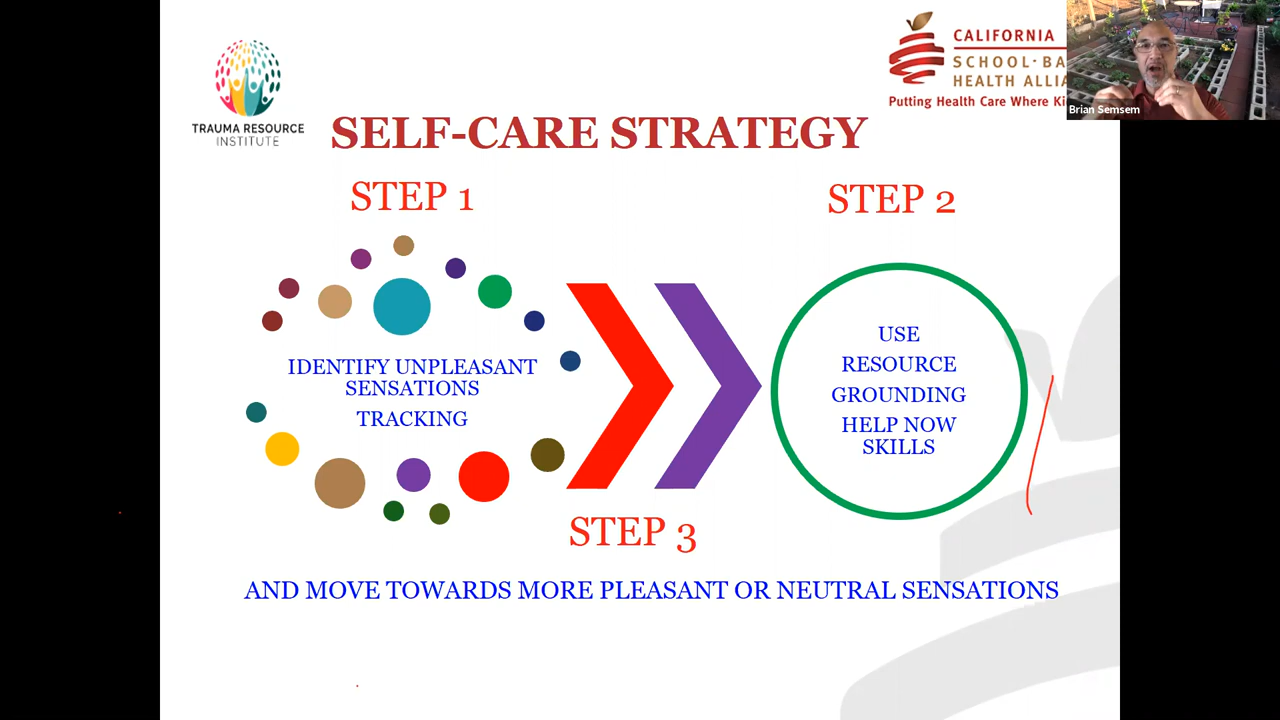 TRAUMA RESOURCE
INSTITUTE
CALIFORNIA
SCHOOL-BA
HEALTH ALLIA
Putting Health Care Where Ki
Brian Semsem
SELF-CARE STRATEGY
STEP 1
STEP 2
IDENTIFY UNPLEASANT
SENSATIONS
TRACKING
USE
RESOURCE
GROUNDING
HELP NOW
SKILLS
STEP 3
AND MOVE TOWARDS MORE PLEASANT OR NEUTRAL SENSATIONS